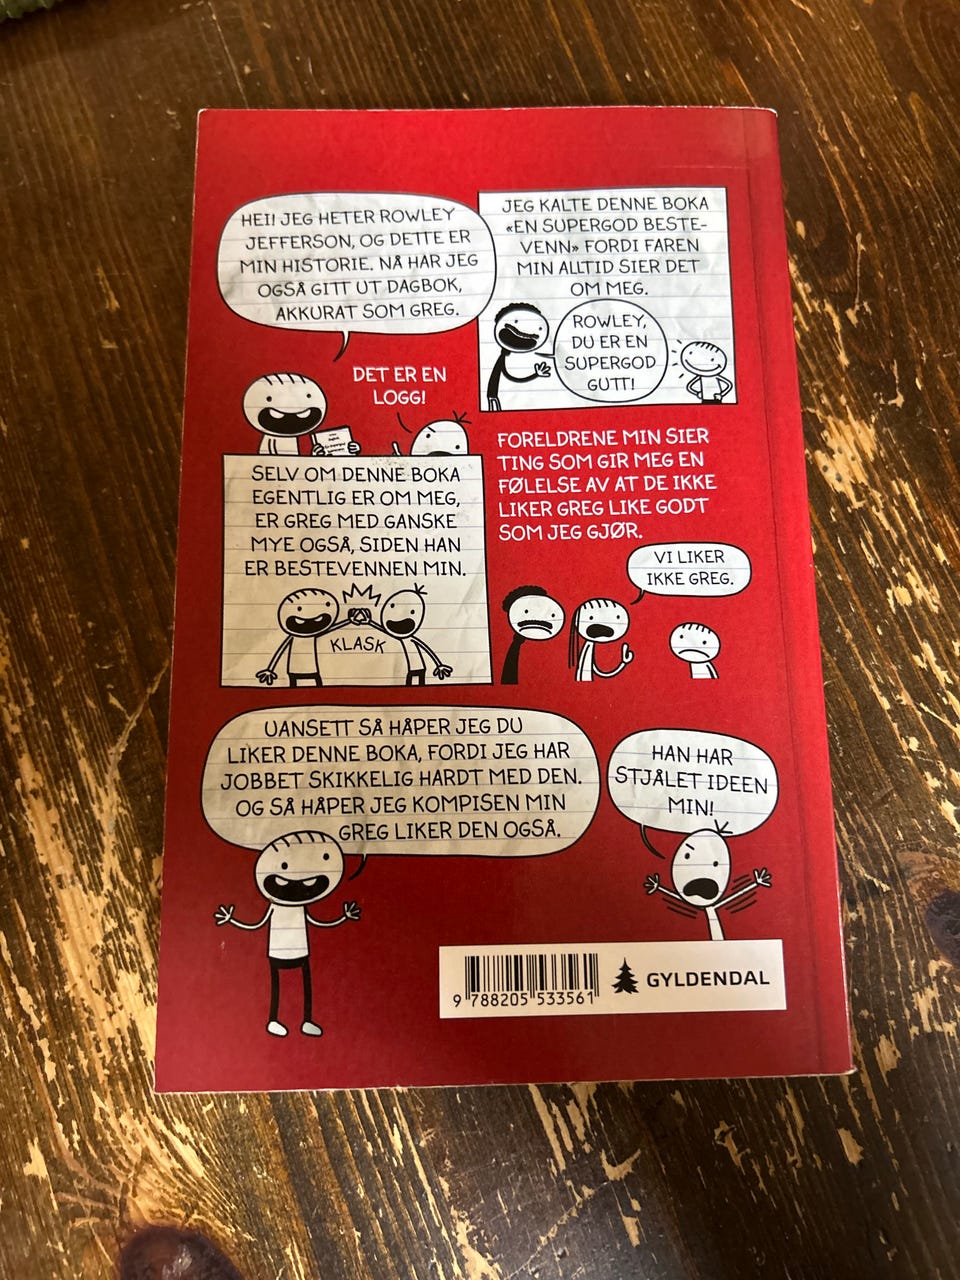 HEI! JEG HETER ROWLEY
JEFFERSON, OG DETTE ER
MIN HISTORIE. NÅ HAR JEG
OGSÅ GITT UT DAGBOK,
AKKURAT SOM GREG.
DET ER EN
LOGG!
JEG KALTE DENNE BOKA
«EN SUPERGOD BESTE-
VENN» FORDI FAREN
MIN ALLTID SIER DET
OM MEG.
ROWLEY,
DU ER EN
SUPERGOD
GUTT!
SELV OM DENNE BOKA
EGENTLIG ER OM MEG,
ER GREG MED GANSKE
MYE OGSÅ, SIDEN HAN
ER BESTEVENNEN MIN.
KLASK
FORELDRENE MIN SIER
TING SOM GIR MEG EN
FØLELSE AV AT DE IKKE
LIKER GREG LIKE GODT
SOM JEG GJØR.
VI LIKER
IKKE GREG.
UANSETT SÅ HÅPER JEG DU
LIKER DENNE BOKA, FORDI JEG HAR
JOBBET SKIKKELIG HARDT MED DEN.
OG SÅ HÅPER JEG KOMPISEN MIN
GREG LIKER DEN OGSÅ.
HAN HAR
STJÅLET IDEEN
MIN!
9 788205 533561
GYLDENDAL